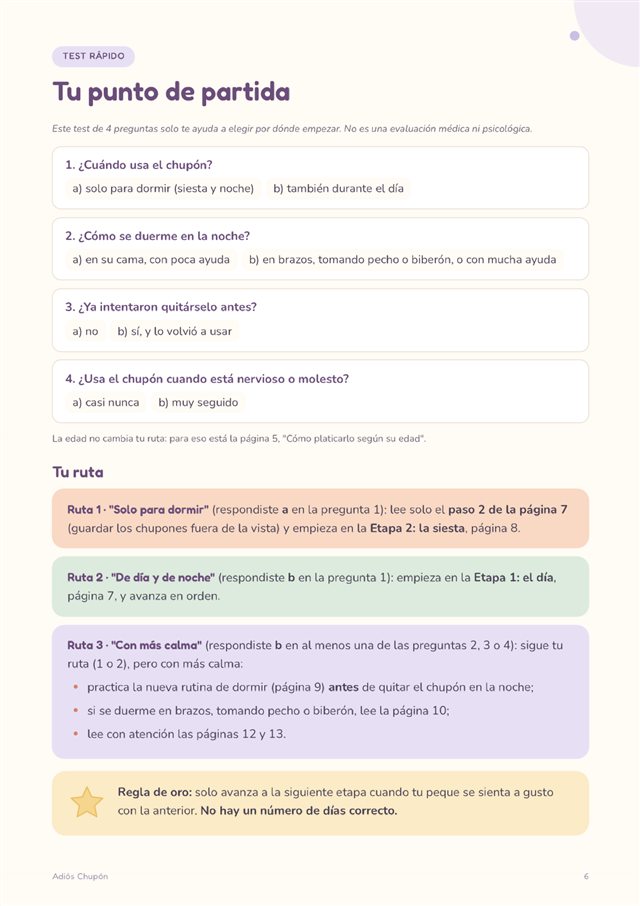 TEST RÁPIDO
Tu punto de partida
Este test de 4 preguntas solo te ayuda a elegir por dónde empezar. No es una evaluación médica ni psicológica.
1. ¿Cuándo usa el chupón?
a) solo para dormir (siesta y noche) b) también durante el día
2. ¿Cómo se duerme en la noche?
a) en su cama, con poca ayuda b) en brazos, tomando pecho o biberón, o con mucha ayuda
3. ¿Ya intentaron quitárselo antes?
a) no b) sí, y lo volvió a usar
4. ¿Usa el chupón cuando está nervioso o molesto?
a) casi nunca b) muy seguido
La edad no cambia tu ruta: para eso está la página 5, "Cómo platicarlo según su edad".
Tu ruta
Ruta 1 · "Solo para dormir" (respondiste a en la pregunta 1): lee solo el paso 2 de la página 7
(guardar los chupones fuera de la vista) y empieza en la Etapa 2: la siesta, página 8.
Ruta 2 · "De día y de noche" (respondiste b en la pregunta 1): empieza en la Etapa 1: el día,
página 7, y avanza en orden.
Ruta 3 · "Con más calma" (respondiste b en al menos una de las preguntas 2, 3 o 4): sigue tu
ruta (1 o 2), pero con más calma:
• practica la nueva rutina de dormir (página 9) antes de quitar el chupón en la noche;
• si se duerme en brazos, tomando pecho o biberón, lee la página 10;
• lee con atención las páginas 12 y 13.
Regla de oro: solo avanza a la siguiente etapa cuando tu peque se sienta a gusto
con la anterior. No hay un número de días correcto.
Adiós Chupón 6